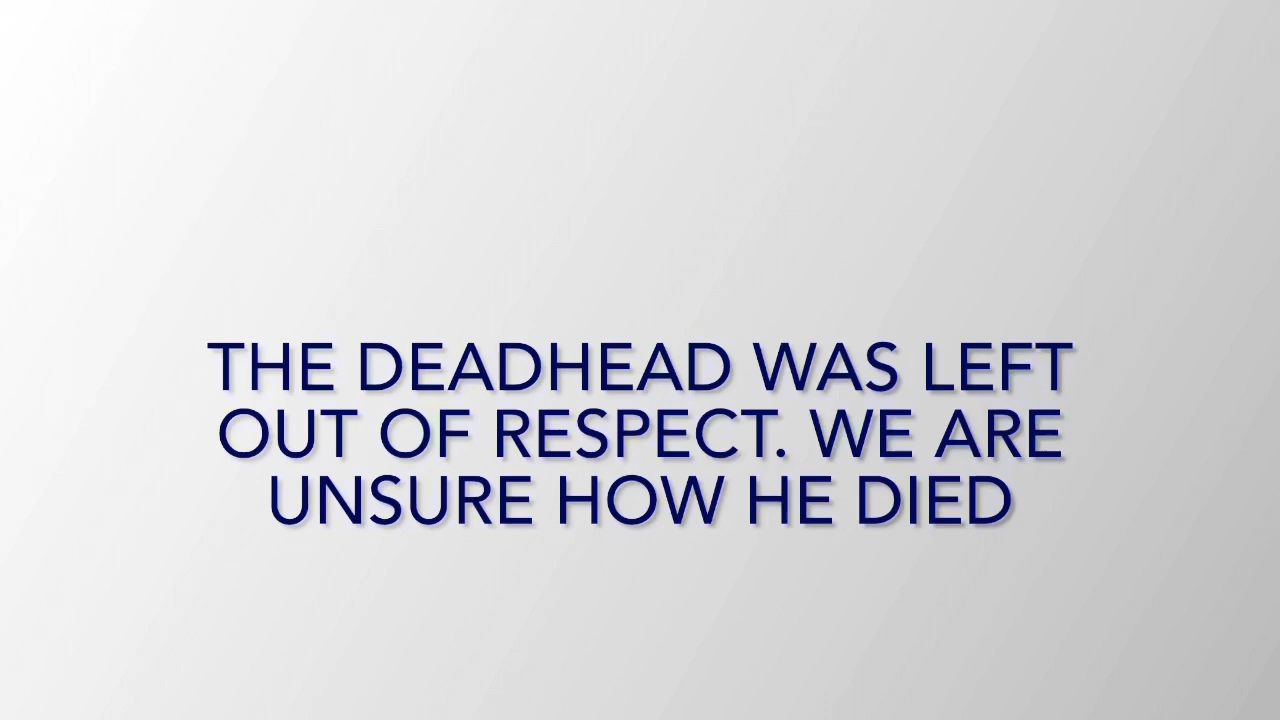 THE DEADHEAD WAS LEFT
OUT OF RESPECT. WE ARE
UNSURE HOW HE DIED